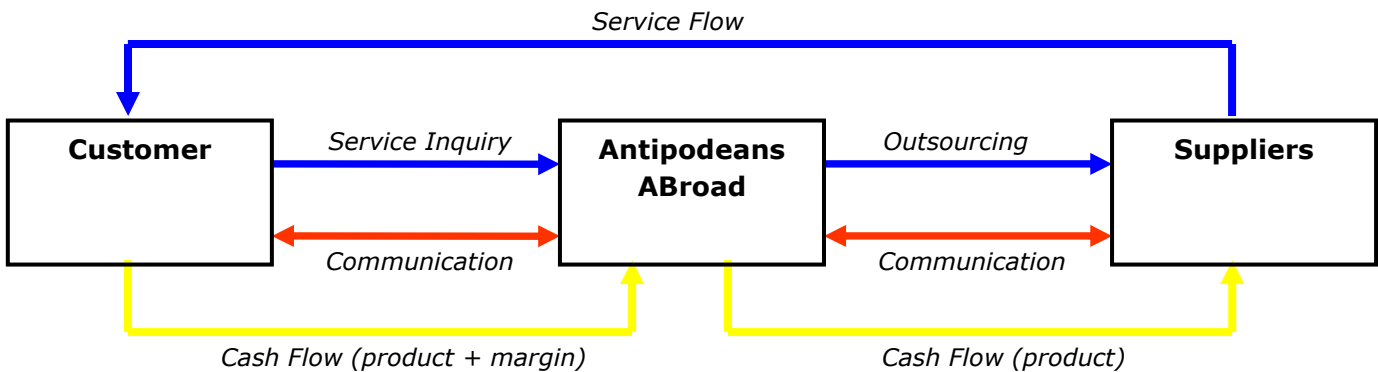 Service Flow
Customer
Service Inquiry
Antipodeans
ABroad
Outsourcing
Suppliers
Communication
Communication
Cash Flow (product + margin)
Cash Flow (product)